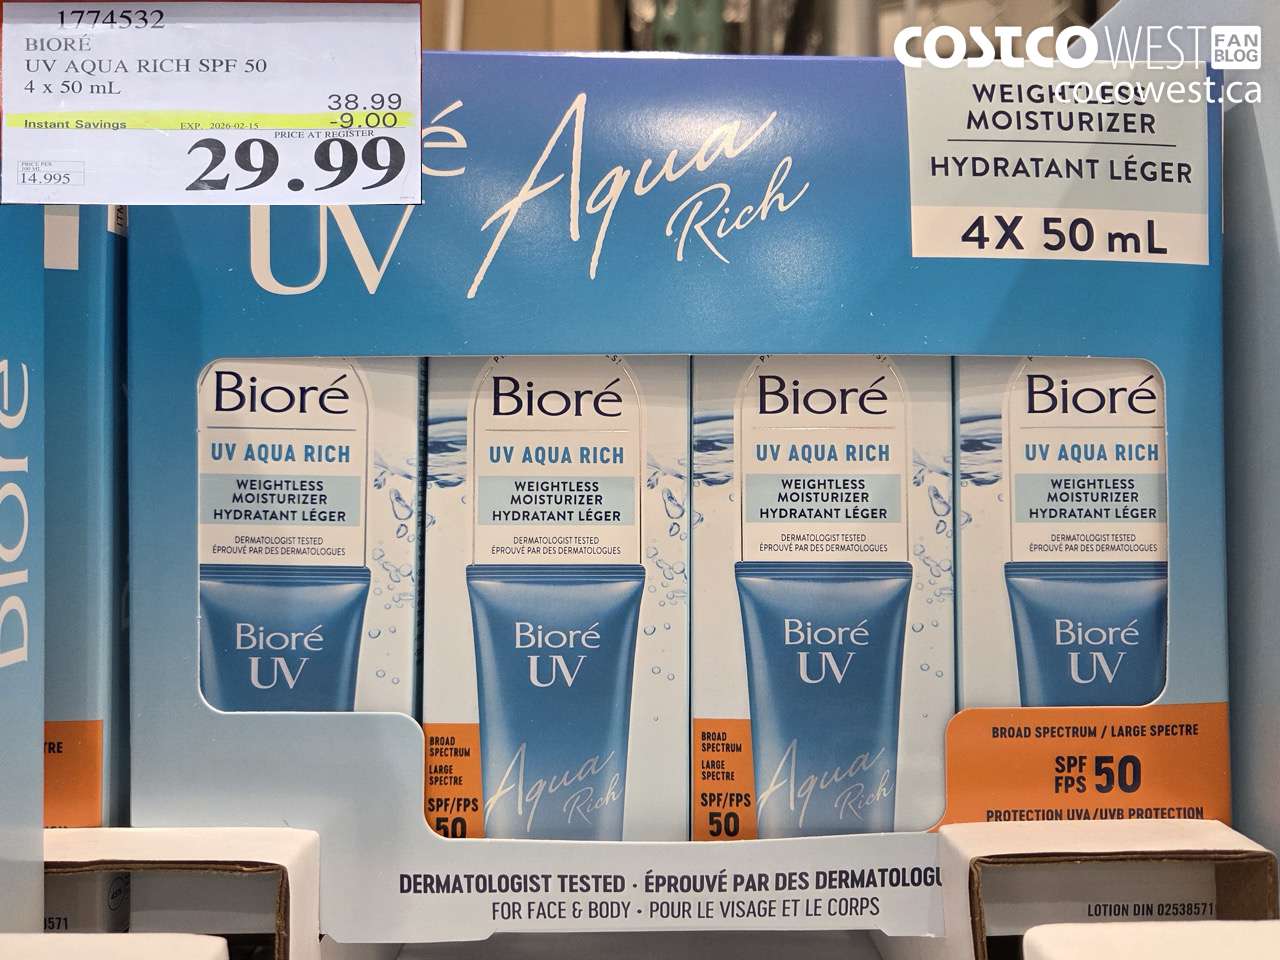 1774532
BIORÉ
UV AQUA RICH SPF 50
4 x 50 mL
38.99
Instant Savings EXP. 2026-02-15 -9.00
PRICE AT REGISTER
29.99
PRICE PER
100 ML
14.995
COSTCO WEST FAN BLOG
cocowest.ca
UV Aqua Rich
WEIGHTLESS
MOISTURIZER
HYDRATANT LÉGER
4X 50 mL
Bioré
UV AQUA RICH
WEIGHTLESS
MOISTURIZER
HYDRATANT LÉGER
DERMATOLOGIST TESTED
ÉPROUVÉ PAR DES DERMATOLOGUES
Bioré
UV
Bioré
UV AQUA RICH
WEIGHTLESS
MOISTURIZER
HYDRATANT LÉGER
DERMATOLOGIST TESTED
ÉPROUVÉ PAR DES DERMATOLOGUES
Bioré
UV
Aqua
Rich
BROAD
SPECTRUM
LARGE
SPECTRE
SPF/FPS
50
Bioré
UV AQUA RICH
WEIGHTLESS
MOISTURIZER
HYDRATANT LÉGER
DERMATOLOGIST TESTED
ÉPROUVÉ PAR DES DERMATOLOGUES
Bioré
UV
Aqua
Rich
BROAD
SPECTRUM
LARGE
SPECTRE
SPF/FPS
50
Bioré
UV AQUA RICH
WEIGHTLESS
MOISTURIZER
HYDRATANT LÉGER
DERMATOLOGIST TESTED
ÉPROUVÉ PAR DES DERMATOLOGUES
Bioré
UV
BROAD SPECTRUM / LARGE SPECTRE
SPF
FPS 50
PROTECTION UVA/UVB PROTECTION
DERMATOLOGIST TESTED · ÉPROUVÉ PAR DES DERMATOLOGU
FOR FACE & BODY · POUR LE VISAGE ET LE CORPS
LOTION DIN 02538571
Bioré